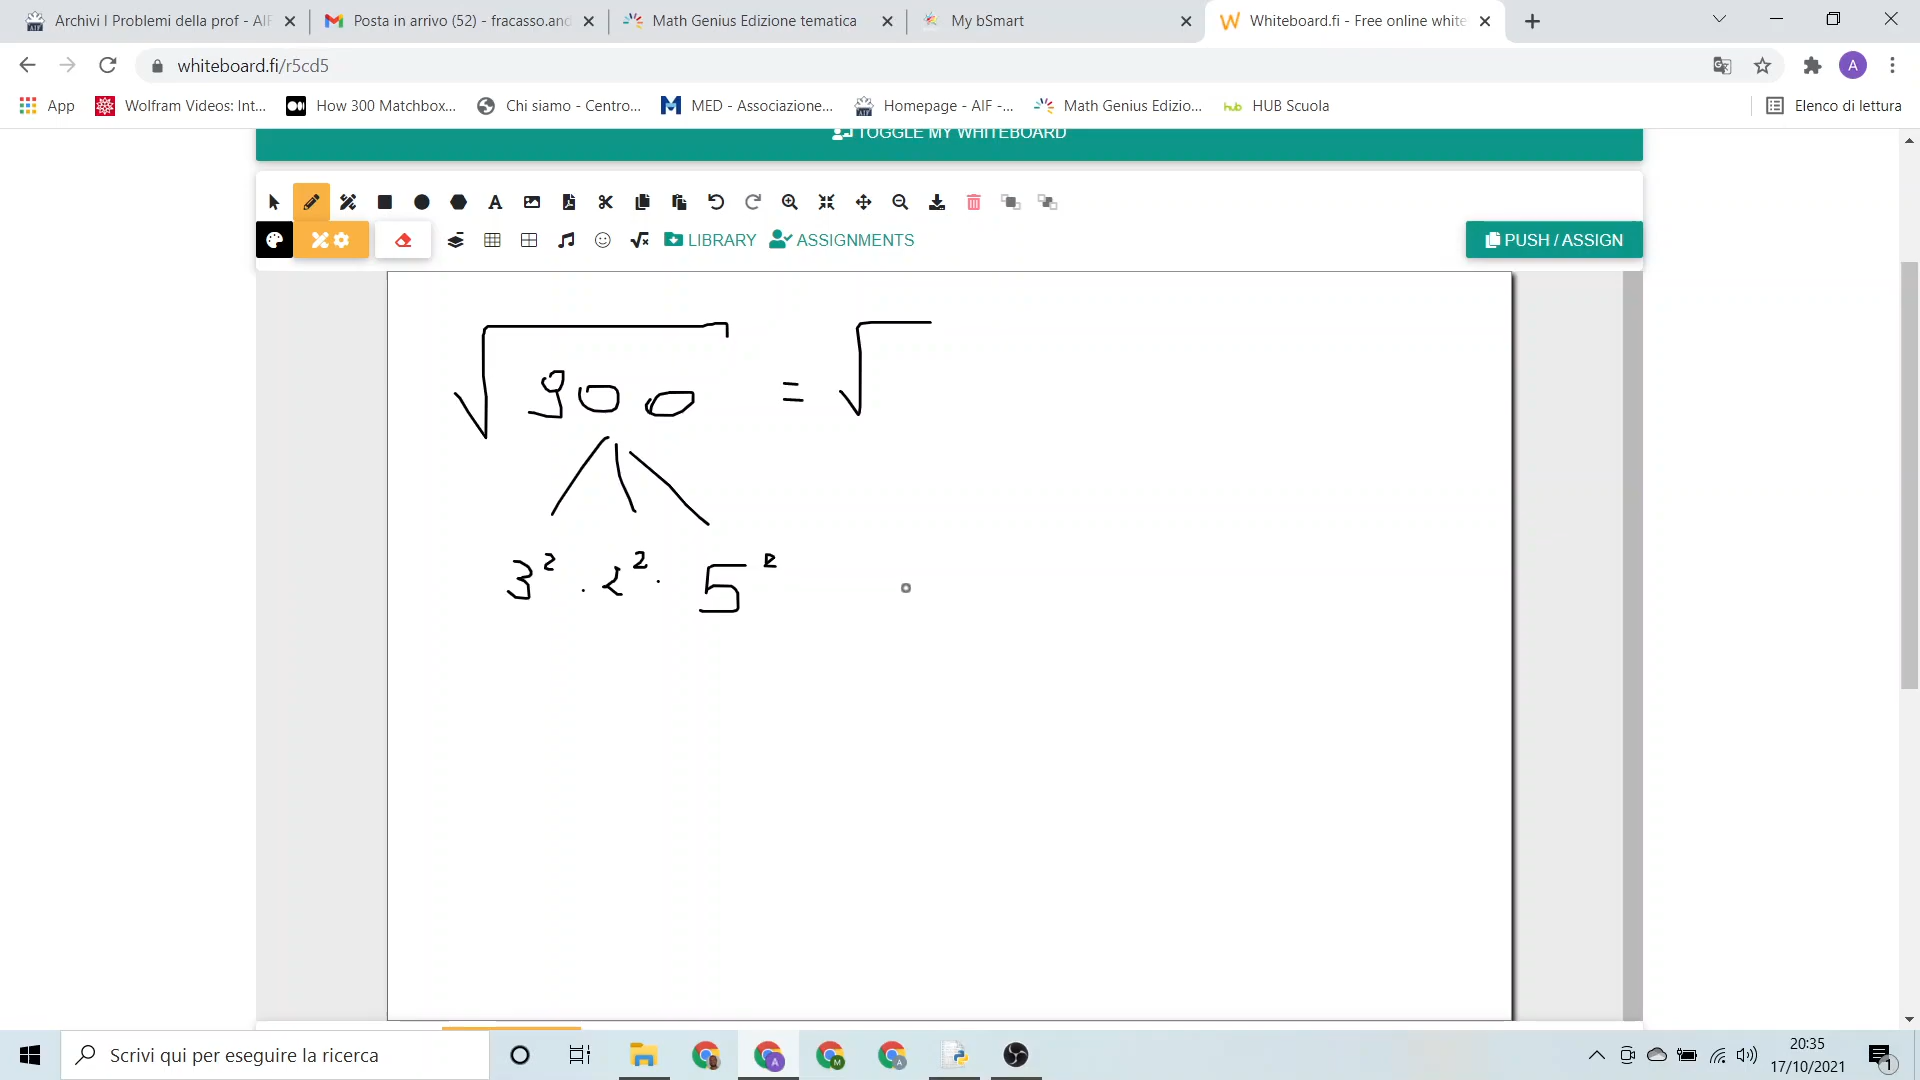 Archivi I Problemi della prof - AIF
Posta in arrivo (52) - fracasso.and
Math Genius Edizione tematica
My bSmart
Whiteboard.fi - Free online white
whiteboard.fi/r5cd5
A
App
Wolfram Videos: Int...
How 300 Matchbox...
Chi siamo - Centro...
MED - Associazione...
Homepage - AIF -...
Math Genius Edizio...
HUB Scuola
Elenco di lettura
TOGGLE MY WHITEBOARD
LIBRARY
ASSIGNMENTS
PUSH / ASSIGN
√900 = √
3² · 2² · 5²
Scrivi qui per eseguire la ricerca
20:35
17/10/2021
1